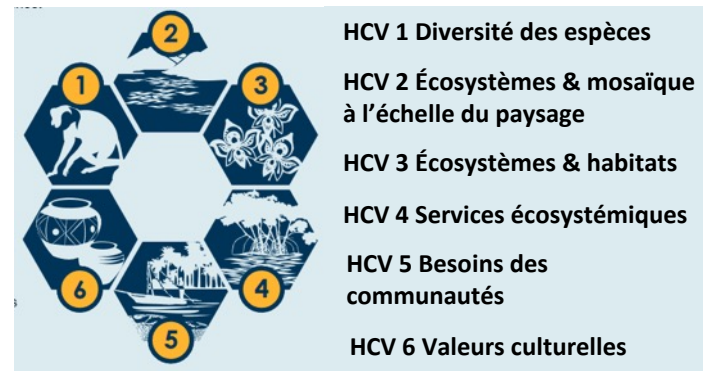 2
1
3
6
4
5
HCV 1 Diversité des espèces
HCV 2 Écosystèmes & mosaïque
à l’échelle du paysage
HCV 3 Écosystèmes & habitats
HCV 4 Services écosystémiques
HCV 5 Besoins des
communautés
HCV 6 Valeurs culturelles